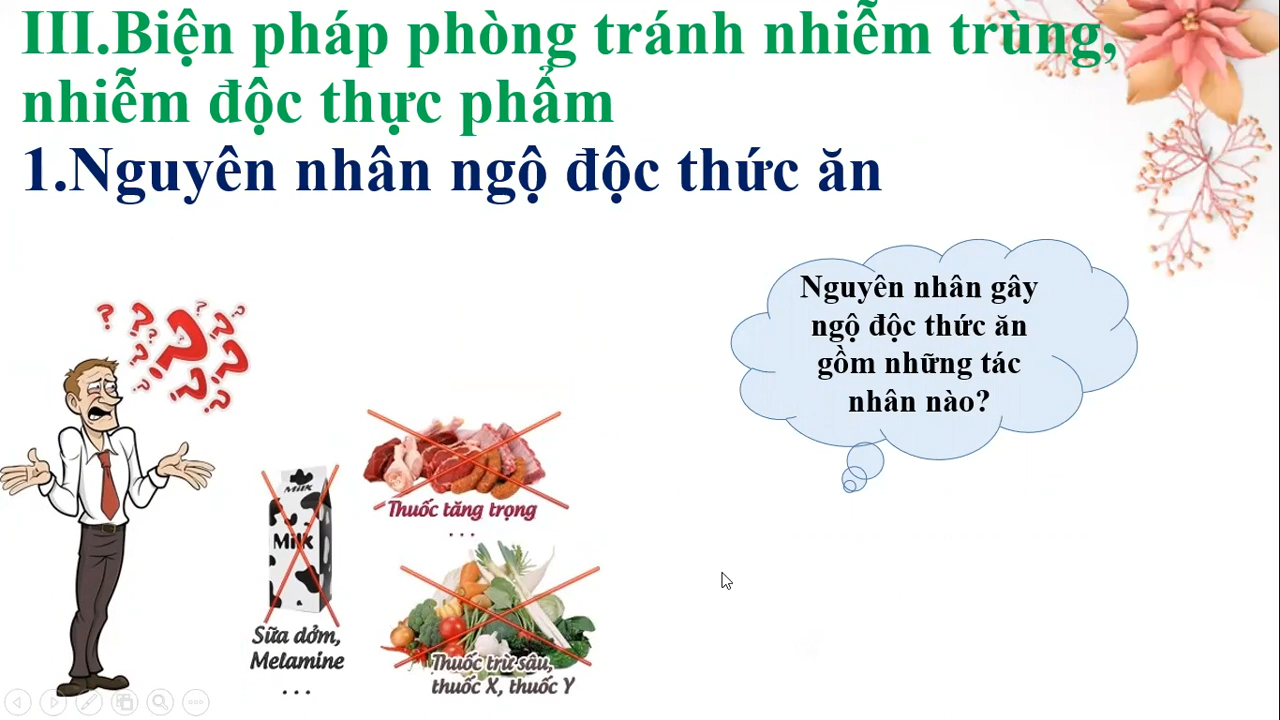 III.Biện pháp phòng tránh nhiễm trùng,
nhiễm độc thực phẩm
1.Nguyên nhân ngộ độc thức ăn
Nguyên nhân gây
ngộ độc thức ăn
gồm những tác
nhân nào?
? ? ? ? ? ? ? ? ? ?
Thuốc tăng trọng
...
MilK
Milk
Sữa dởm,
Melamine
...
Thuốc trừ sâu,
thuốc X, thuốc Y